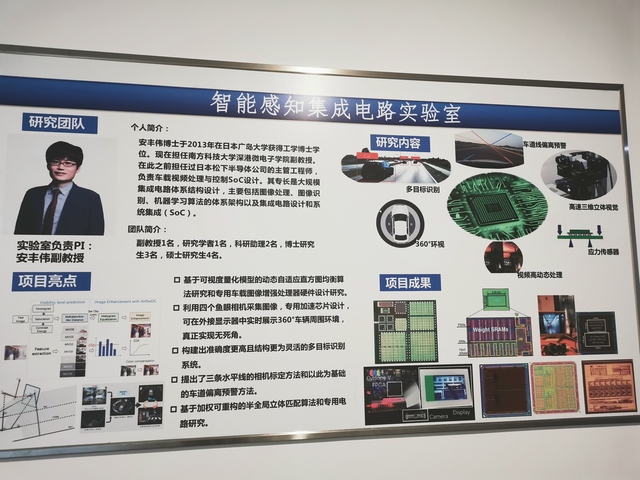 智能感知集成电路实验室
研究团队
实验室负责PI：
安丰伟副教授
个人简介：
安丰伟博士于2013年在日本广岛大学获得工学博士学
位。现在担任南方科技大学深港微电子学院副教授。
在此之前担任过日本松下半导体公司的主管工程师，
负责车载视频处理与控制SoC设计。其专长是大规模
集成电路体系结构设计，主要包括图像处理、图像识
别、机器学习算法的体系架构以及集成电路设计和系
统集成（SoC）。
团队简介：
副教授1名，研究学者1名，科研助理2名，博士研究
生3名，硕士研究生4名。
研究内容
车道线偏离预警
多目标识别
高速三维立体视觉
360°环视
应力传感器
视频高动态处理
项目亮点
Feature extraction
基于可视度量化模型的动态自适应直方图均衡算
法研究和专用车载图像增强处理器硬件设计研究。
利用四个鱼眼相机采集图像，专用加速芯片设计，
可在外接显示器中实时展示360°车辆周围环境，
真正实现无死角。
构建出准确度更高且结构更为灵活的多目标识别
系统。
提出了三条水平线的相机标定方法和以此为基础
的车道偏离预警方法。
基于加权可重构的半全局立体匹配算法和专用电
路研究。
项目成果
Weight SRAMs
FPGA
Camera
Display